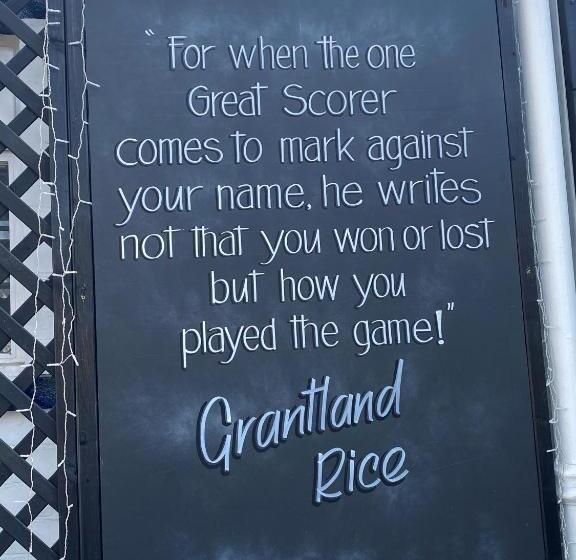 "For when the one
Great Scorer
comes to mark against
your name, he writes
not that you won or lost
but how you
played the game!"
Grantland
Rice